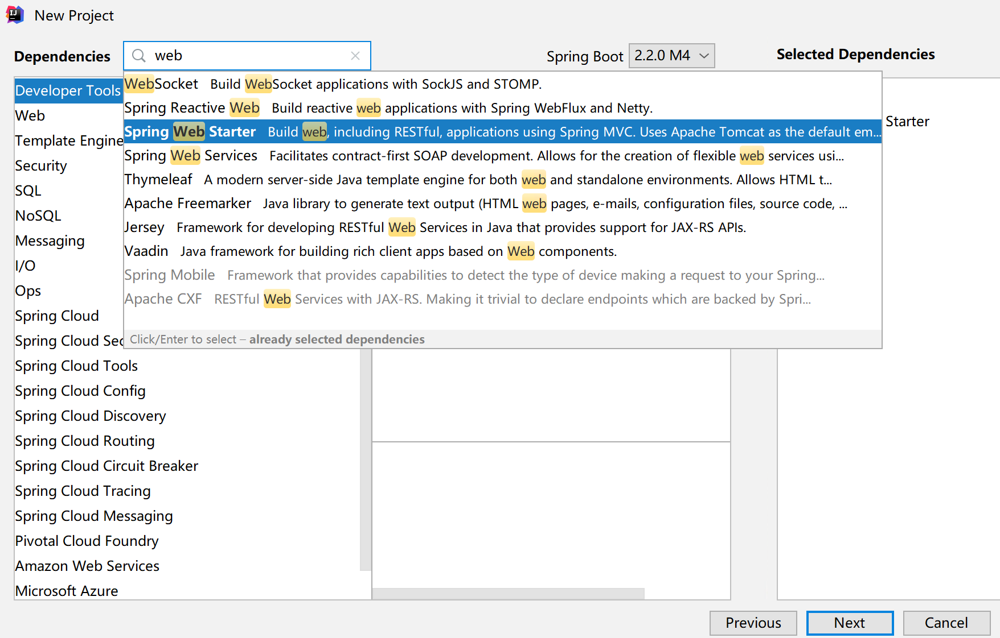 New Project
Dependencies
web
Spring Boot
2.2.0 M4
Selected Dependencies
WebSocket Build WebSocket applications with SockJS and STOMP.
Spring Reactive Web Build reactive web applications with Spring WebFlux and Netty.
Spring Web Starter Build web, including RESTful, applications using Spring MVC. Uses Apache Tomcat as the default em...
Spring Web Services Facilitates contract-first SOAP development. Allows for the creation of flexible web services usi...
Thymeleaf A modern server-side Java template engine for both web and standalone environments. Allows HTML t...
Apache Freemarker Java library to generate text output (HTML web pages, e-mails, configuration files, source code, ...
Jersey Framework for developing RESTful Web Services in Java that provides support for JAX-RS APIs.
Vaadin Java framework for building rich client apps based on Web components.
Spring Mobile Framework that provides capabilities to detect the type of device making a request to your Spring...
Apache CXF RESTful Web Services with JAX-RS. Making it trivial to declare endpoints which are backed by Spri...
Click/Enter to select – already selected dependencies
Developer Tools
Web
Template Engine
Security
SQL
NoSQL
Messaging
I/O
Ops
Spring Cloud
Spring Cloud Sec
Spring Cloud Tools
Spring Cloud Config
Spring Cloud Discovery
Spring Cloud Routing
Spring Cloud Circuit Breaker
Spring Cloud Tracing
Spring Cloud Messaging
Pivotal Cloud Foundry
Amazon Web Services
Microsoft Azure
Starter
Previous
Next
Cancel